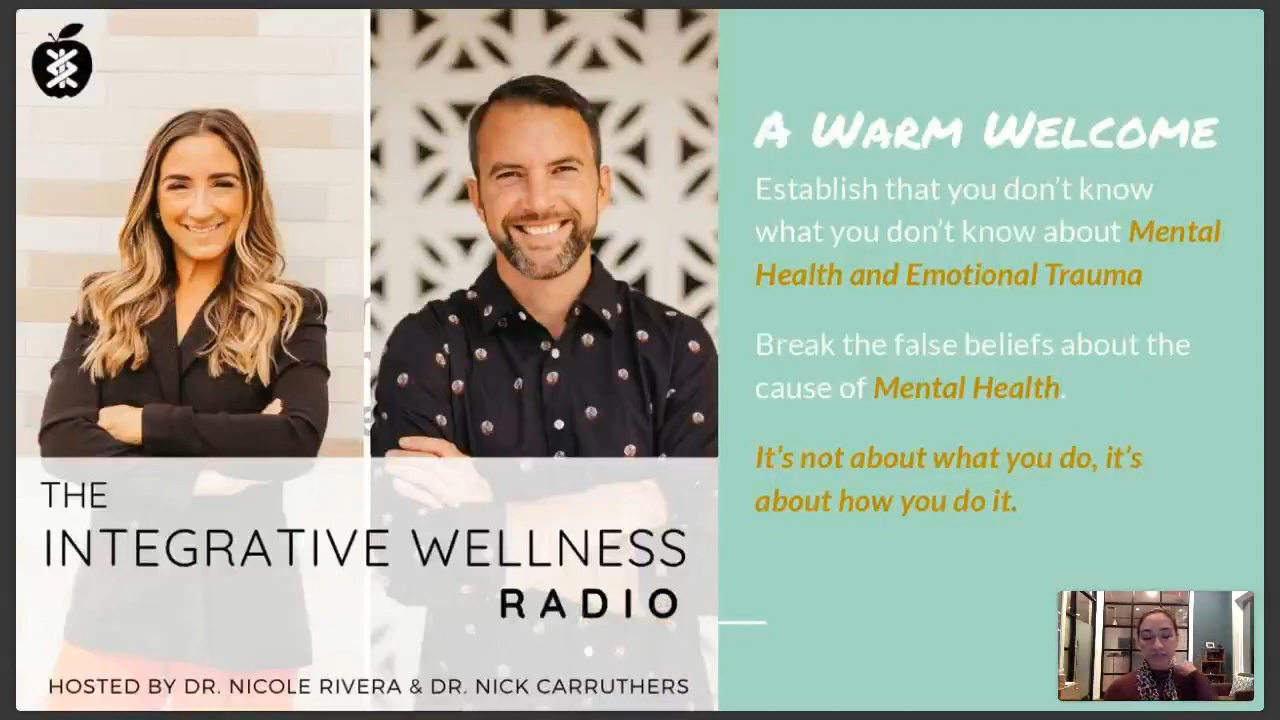 THE
INTEGRATIVE WELLNESS
RADIO
HOSTED BY DR. NICOLE RIVERA & DR. NICK CARRUTHERS
A Warm Welcome
Establish that you don't know
what you don't know about Mental
Health and Emotional Trauma
Break the false beliefs about the
cause of Mental Health.
It's not about what you do, it's
about how you do it.